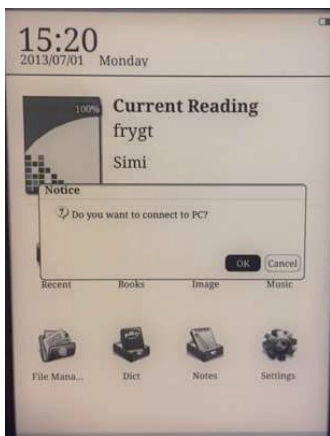 15:20
2013/07/01 Monday
100%
Current Reading
frygt
Simi
Notice
Do you want to connect to PC?
OK Cancel
Recent Books Image Music
File Mana... Dict Notes Settings